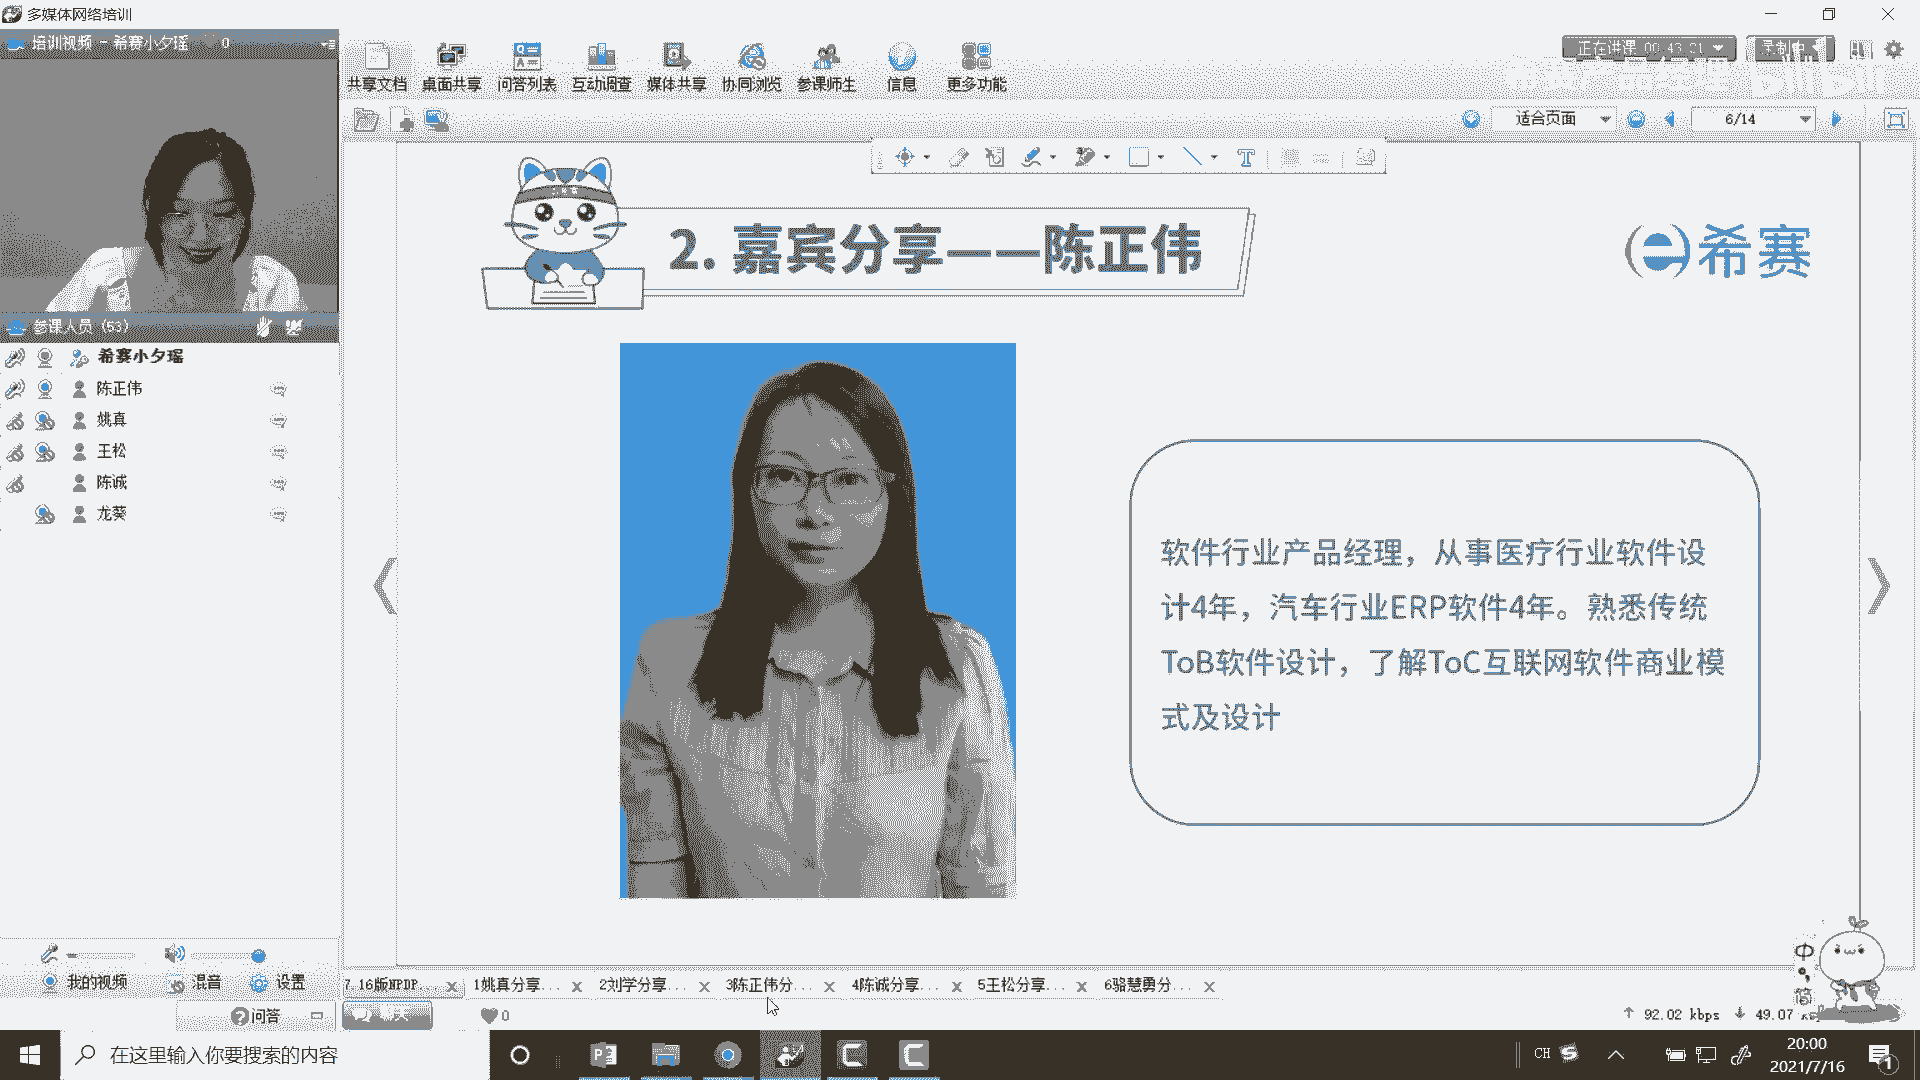 多媒体网络培训
培训视频 - 希赛小夕瑶 0
正在讲课 00:43:21
录制中
bilibili
共享文档 桌面共享 问答列表 互动调查 媒体共享 协同浏览 参课师生 信息 更多功能
适合页面 6/14
2. 嘉宾分享——陈正伟
希赛
参课人员 (53)
希赛小夕瑶
陈正伟
姚真
王松
陈诚
龙葵
软件行业产品经理，从事医疗行业软件设
计4年，汽车行业ERP软件4年。熟悉传统
ToB软件设计，了解ToC互联网软件商业模
式及设计
我的视频 混音 设置
7.16版NPDP... 1姚真分享... 2刘学分享... 3陈正伟分... 4陈诚分享... 5王松分享... 6骆慧勇分...
问答
0
92.02 kbps 49.07
中
简
在这里输入你要搜索的内容
CH
20:00
2021/7/16
1